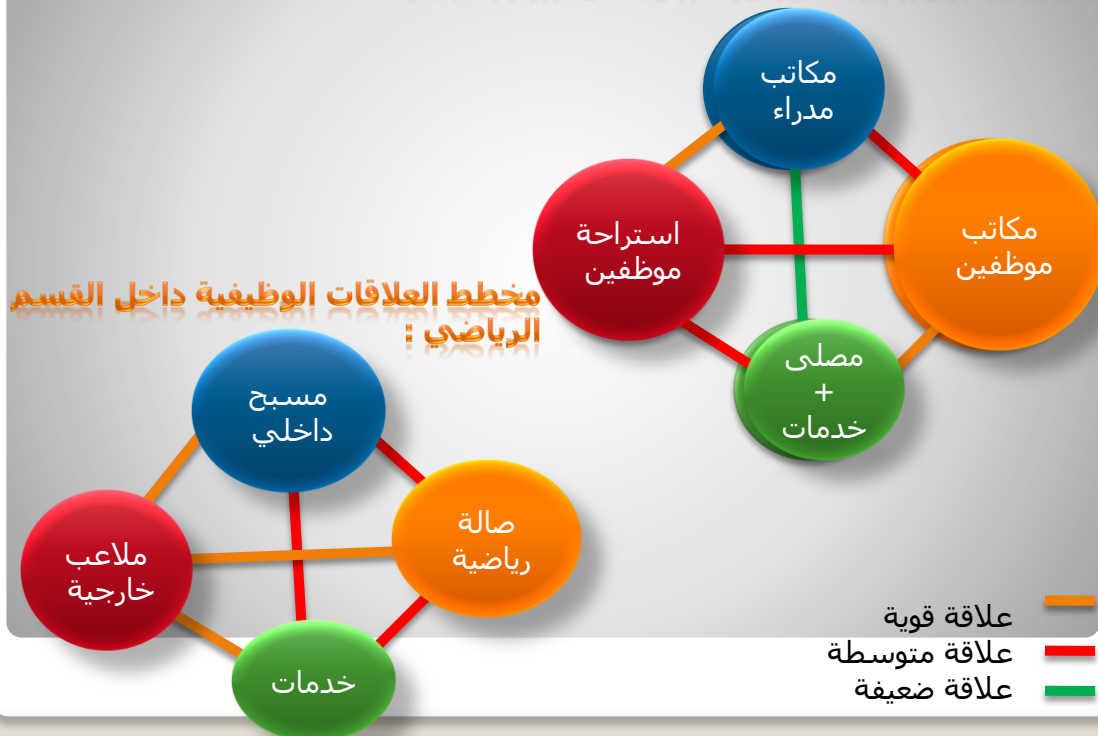 مكاتب
مدراء
استراحة
موظفين
مكاتب
موظفين
مصلى
+
خدمات
مخطط العلاقات الوظيفية داخل القسم
الرياضي :
مسبح
داخلي
صالة
رياضية
ملاعب
خارجية
خدمات
علاقة قوية
علاقة متوسطة
علاقة ضعيفة